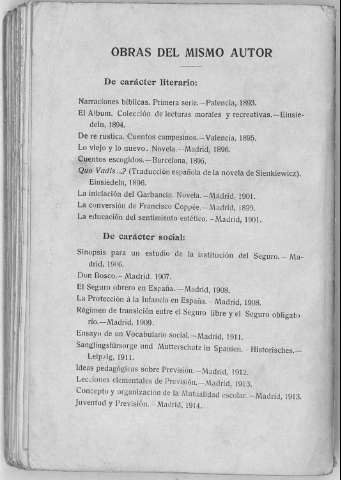 OBRAS DEL MISMO AUTOR
De carácter literario:
Narraciones bíblicas. Primera serie.—Palencia, 1893.
El Album. Colección de lecturas morales y recreativas.—Einsie-
deln, 1894.
De re rustica. Cuentos campesinos.—Valencia, 1895.
Lo viejo y lo nuevo. Novela.—Madrid, 1896.
Cuentos escogidos.—Barcelona, 1896.
Quo Vadis..? (Traducción española de la novela de Sienkiewicz).
Einsiedeln, 1896.
La iniciación del Garbancín. Novela.—Madrid. 1901.
La conversión de Francisco Coppée.—Madrid, 1899.
La educación del sentimiento estético. -Madrid, 1901.
De carácter social:
Sinopsis para un estudio de la institución del Seguro.—Ma-
drid. 1906.
Don Bosco.—Madrid. 1907.
El Seguro obrero en España.—Madrid, 1908.
La Protección á la Infancia en España.—Madrid, 1908.
Régimen de transición entre el Seguro libre y el Seguro obligato
rio.—Madrid. 1909.
Ensayo de un Vocabulario social.—Madrid, 1911.
Sanglingsfürsorge und Mutterschatz in Spanien. -Historisches.—
Leipzig, 1911.
Ideas pedagógicas sobre Previsión.—Madrid, 1912.
Lecciones elementales de Previsión.—Madrid, 1913.
Concepto y organización de la Mutualidad escolar.—Madrid, 1913.
Juventud y Previsión.—Madrid, 1914.